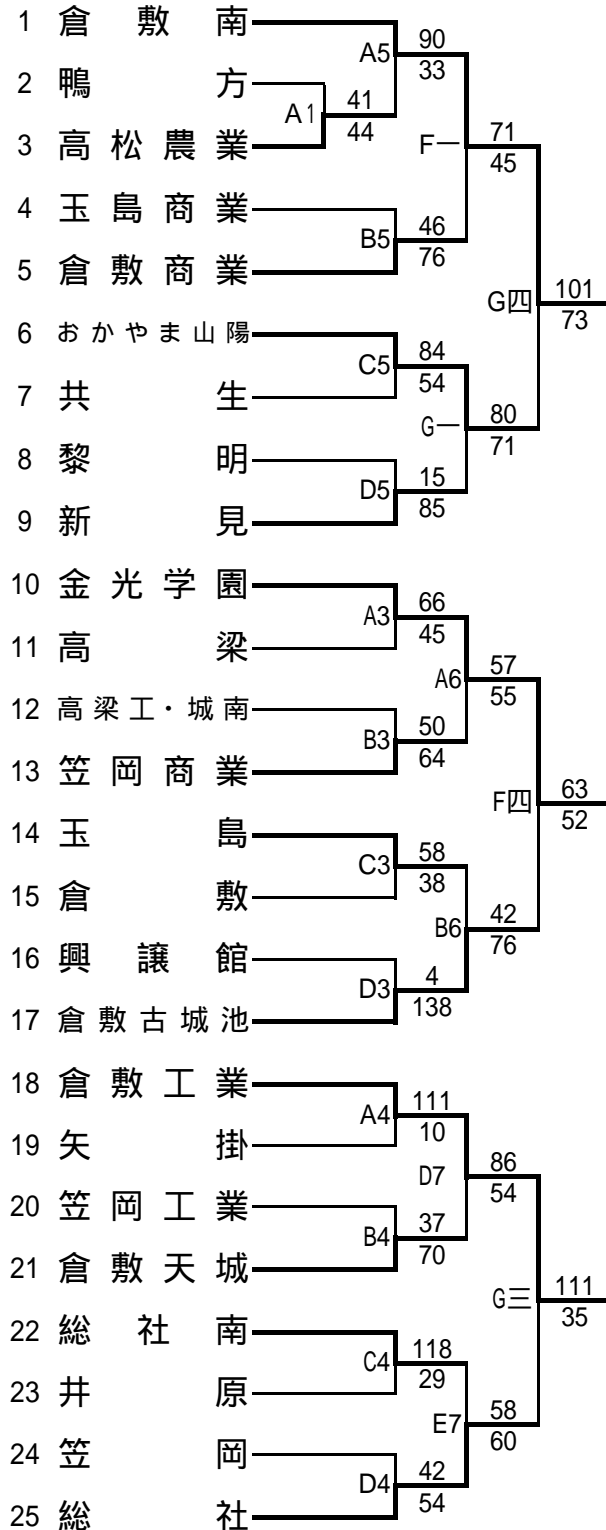 1 倉敷南
A5 90
33
2 鴨方
A1 41
44
3 高松農業
F一 71
45
4 玉島商業
B5 46
76
5 倉敷商業
G四 101
73
6 おかやま山陽
C5 84
54
7 共生
G一 80
71
8 黎明
D5 15
85
9 新見
10 金光学園
A3 66
45
11 高梁
A6 57
55
12 高梁工・城南
B3 50
64
13 笠岡商業
F四 63
52
14 玉島
C3 58
38
15 倉敷
B6 42
76
16 興譲館
D3 4
138
17 倉敷古城池
18 倉敷工業
A4 111
10
19 矢掛
D7 86
54
20 笠岡工業
B4 37
70
21 倉敷天城
G三 111
35
22 総社南
C4 118
29
23 井原
E7 58
60
24 笠岡
D4 42
54
25 総社